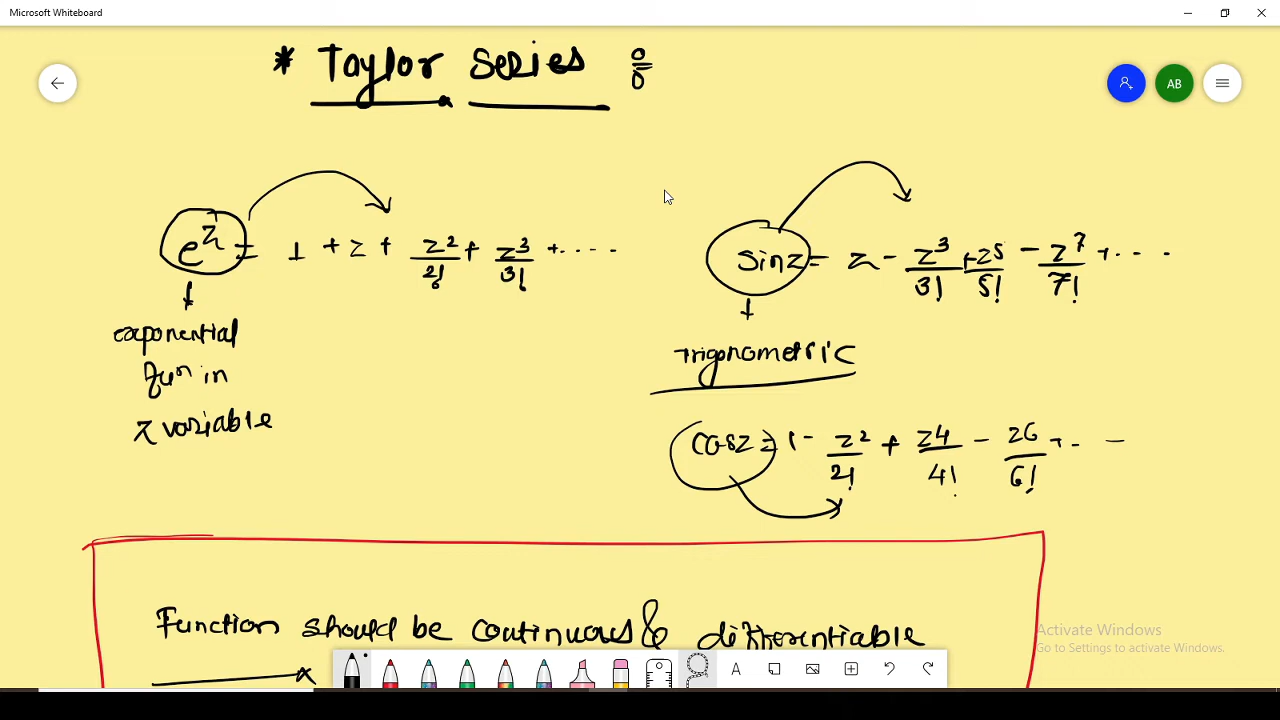 Microsoft Whiteboard
* Taylor Series :
AB
e^z = 1 + z + z²/2! + z³/3! + ....
sinz = z - z³/3! + z⁵/5! - z⁷/7! + ...
exponential
funⁿ in
z variable
Trigonometric
cosz = 1 - z²/2! + z⁴/4! - z⁶/6! + ...
Function should be continuous & differentiable
Activate Windows
Go to Settings to activate Windows.
A